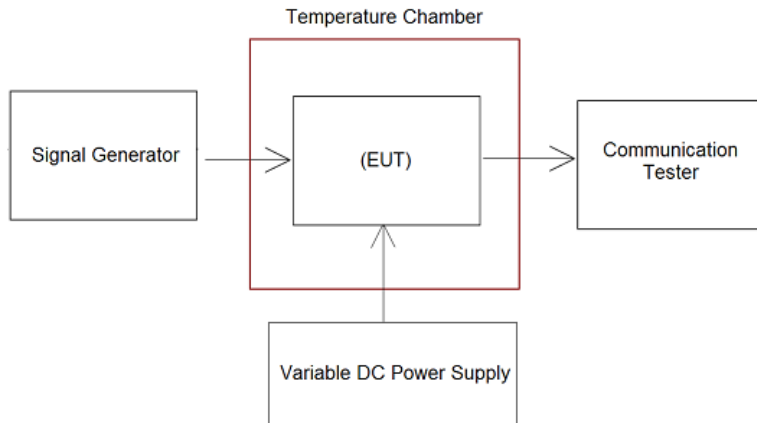 Temperature Chamber
Signal Generator
(EUT)
Communication
Tester
Variable DC Power Supply